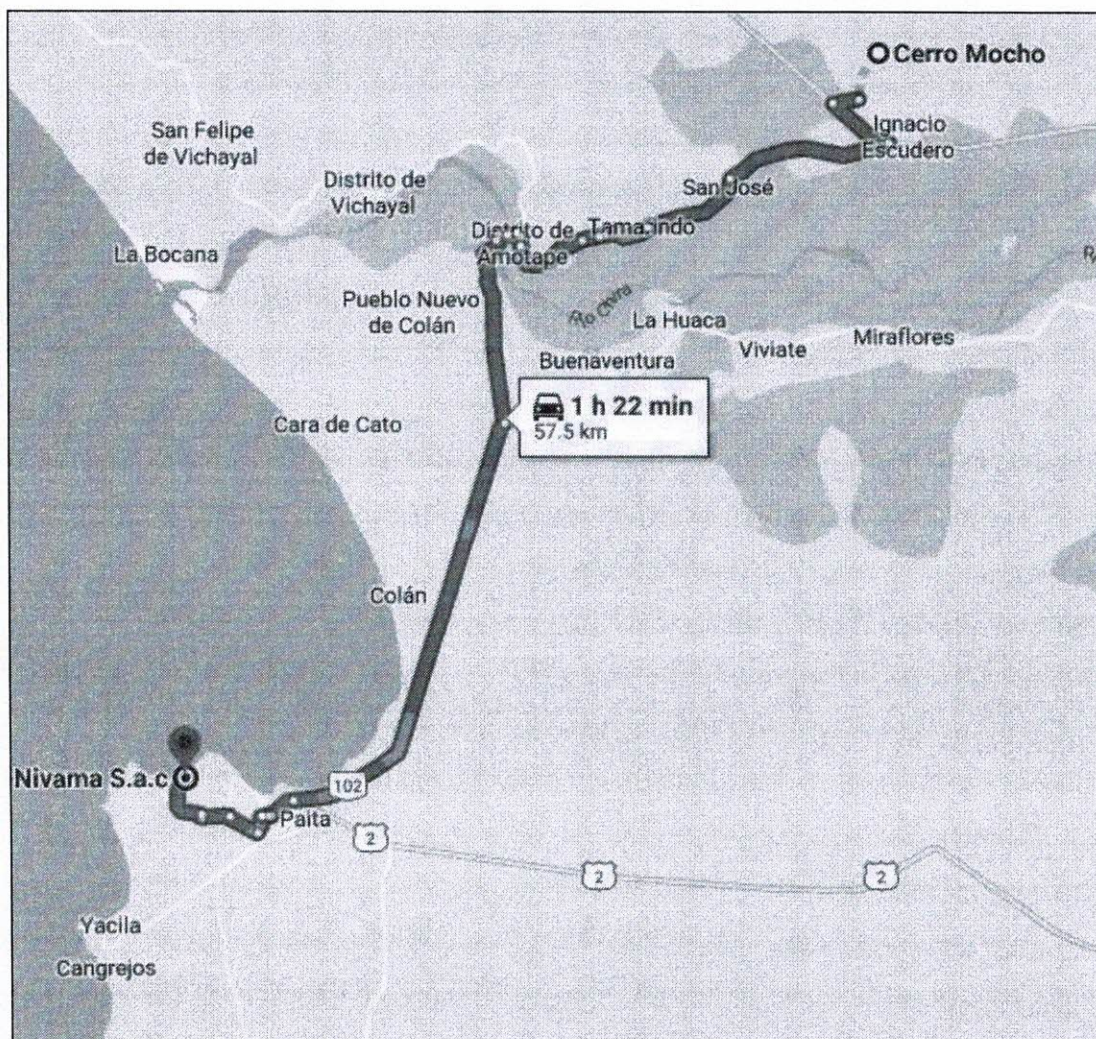 Cerro Mocho
Ignacio
Escudero
San Felipe
de Vichayal
Distrito de
Vichayal
San José
Distrito de
Amotape
Tamarindo
La Bocana
Pueblo Nuevo
de Colán
La Huaca
Miraflores
Viviate
Buenaventura
1 h 22 min
57.5 km
Cara de Cato
Colán
Nivama S.a.c
102
Paita
2
2
2
Yacila
Cangrejos